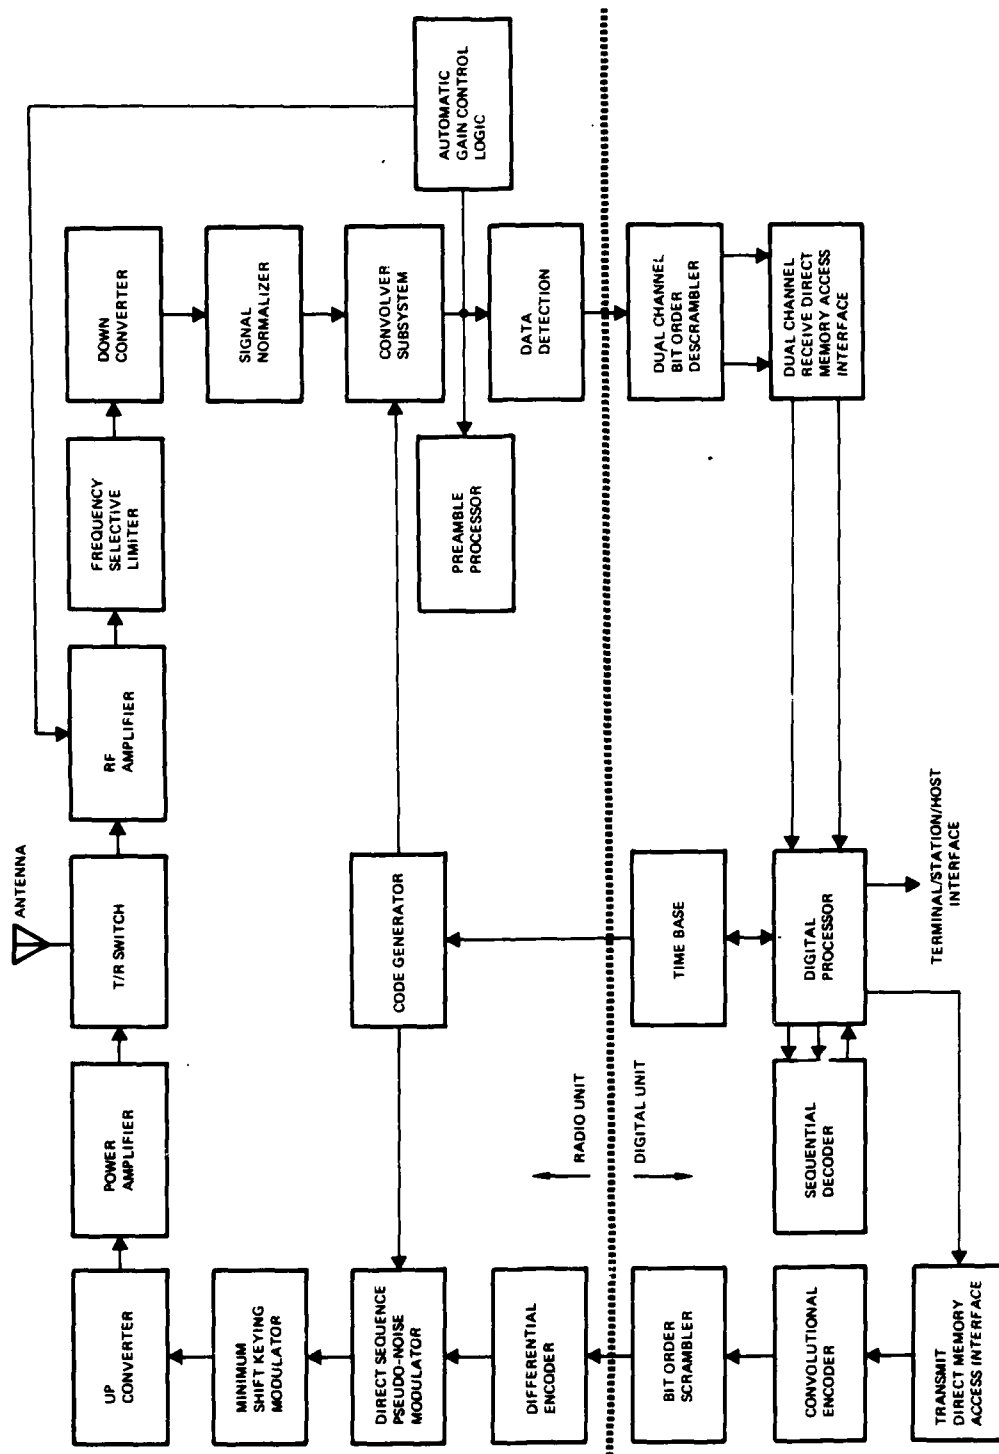 ANTENNA
UP
CONVERTER
POWER
AMPLIFIER
T/R SWITCH
RF
AMPLIFIER
FREQUENCY
SELECTIVE
LIMITER
DOWN
CONVERTER
MINIMUM
SHIFT KEYING
MODULATOR
SIGNAL
NORMALIZER
DIRECT SEQUENCE
PSEUDO-NOISE
MODULATOR
CODE GENERATOR
CONVOLVER
SUBSYSTEM
AUTOMATIC
GAIN CONTROL
LOGIC
PREAMBLE
PROCESSOR
DIFFERENTIAL
ENCODER
DATA
DETECTION
RADIO UNIT
DIGITAL UNIT
BIT ORDER
SCRAMBLER
TIME BASE
DUAL CHANNEL
BIT ORDER
DESCRAMBLER
CONVOLUTIONAL
ENCODER
SEQUENTIAL
DECODER
DIGITAL
PROCESSOR
DUAL CHANNEL
RECEIVE DIRECT
MEMORY ACCESS
INTERFACE
TRANSMIT
DIRECT MEMORY
ACCESS INTERFACE
TERMINAL/STATION/HOST
INTERFACE